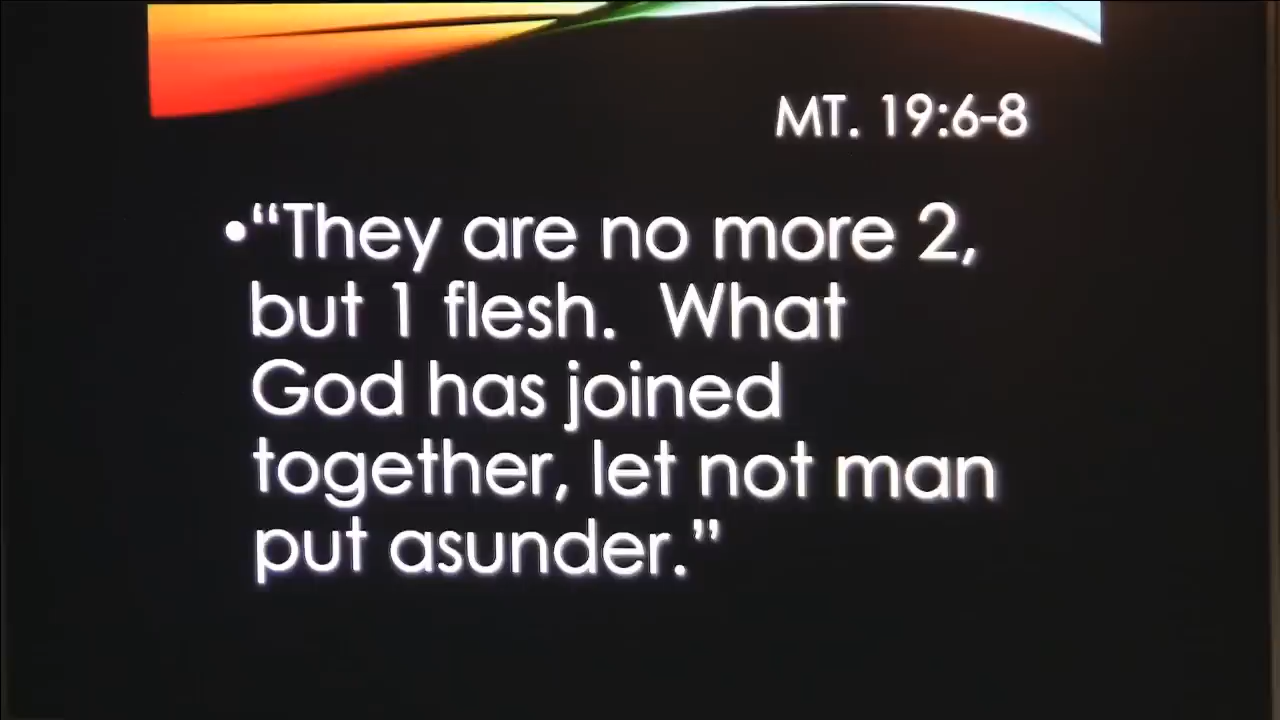 MT. 19:6-8
•“They are no more 2,
but 1 flesh.  What
God has joined
together, let not man
put asunder.”